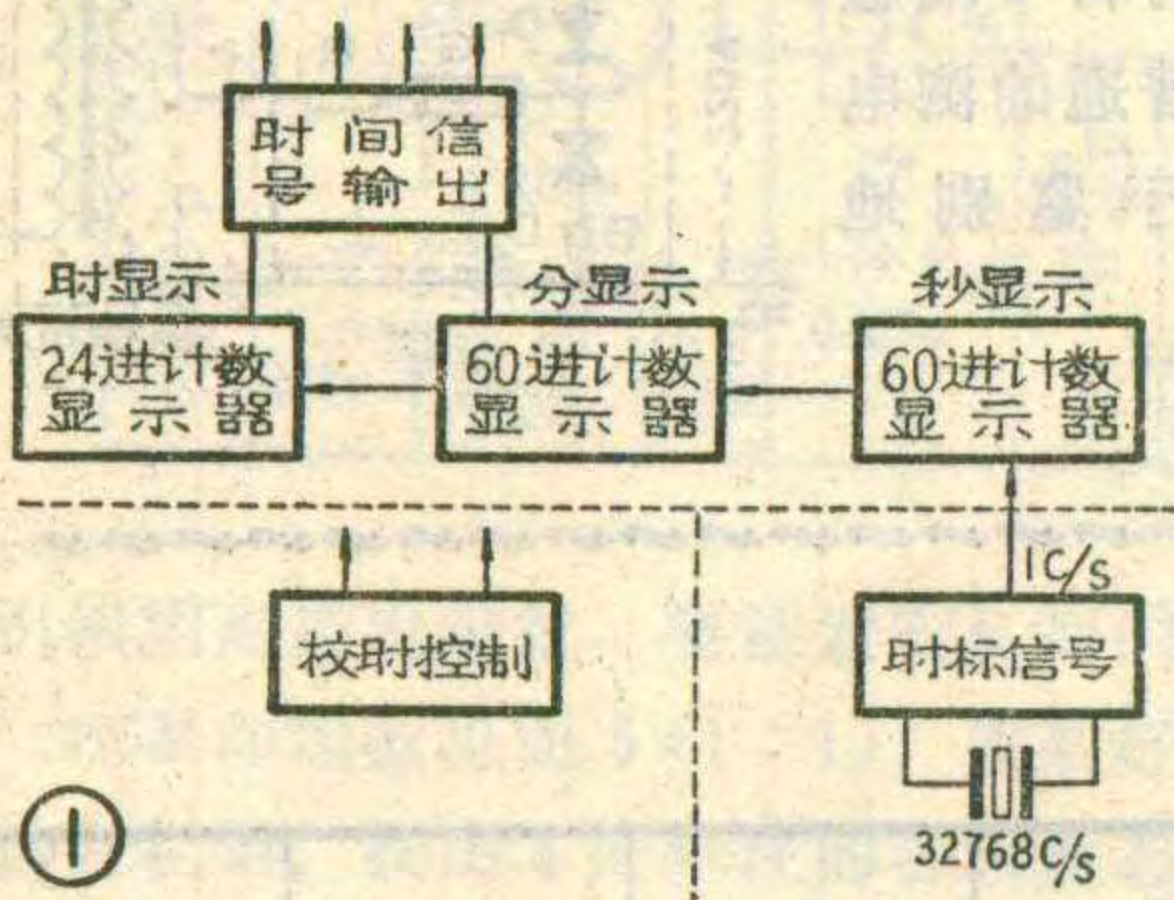 时间信
号输出
时显示
分显示
秒显示
24进计数
显示器
60进计数
显示器
60进计数
显示器
1C/s
校时控制
时标信号
32768C/s
①